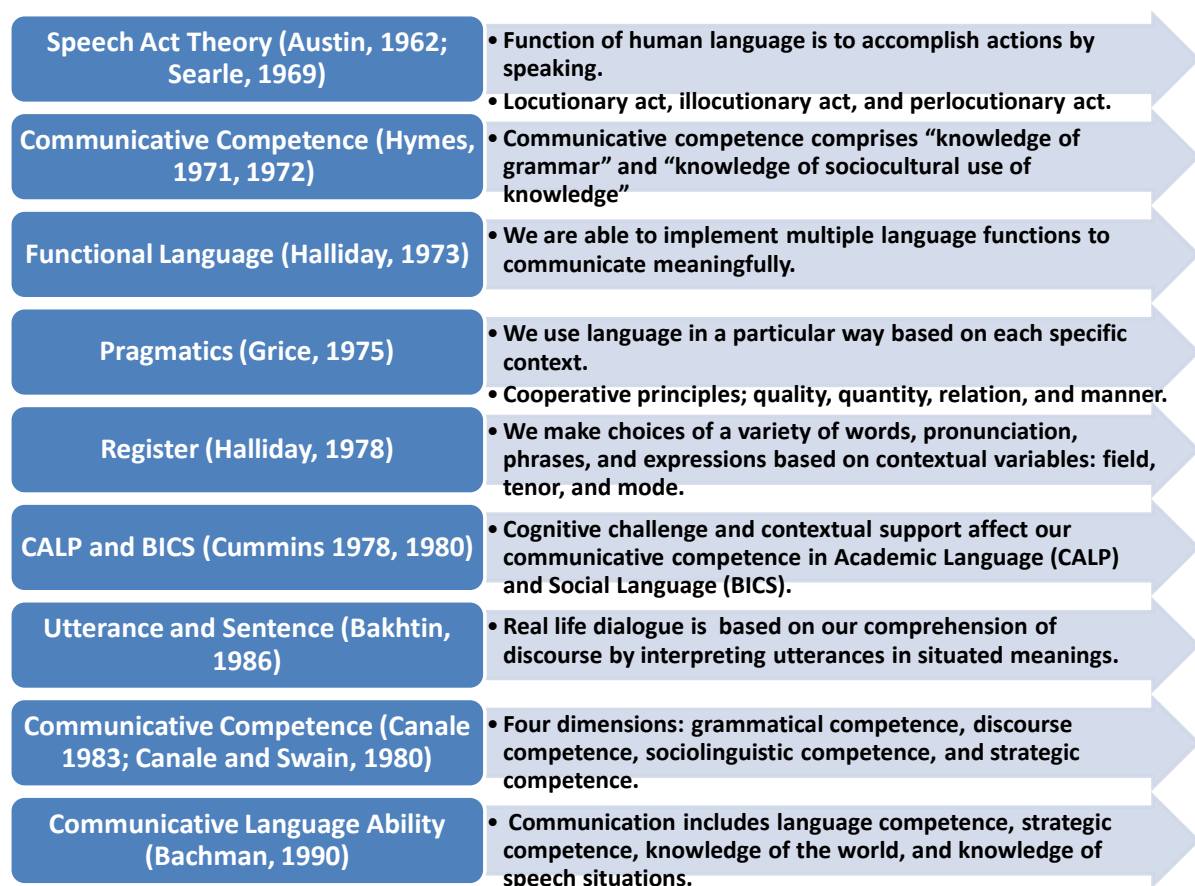 Speech Act Theory (Austin, 1962;
Searle, 1969)
• Function of human language is to accomplish actions by
speaking.
• Locutionary act, illocutionary act, and perlocutionary act.
Communicative Competence (Hymes,
1971, 1972)
• Communicative competence comprises “knowledge of
grammar” and “knowledge of sociocultural use of
knowledge”
Functional Language (Halliday, 1973)
• We are able to implement multiple language functions to
communicate meaningfully.
Pragmatics (Grice, 1975)
• We use language in a particular way based on each specific
context.
• Cooperative principles; quality, quantity, relation, and manner.
Register (Halliday, 1978)
• We make choices of a variety of words, pronunciation,
phrases, and expressions based on contextual variables: field,
tenor, and mode.
CALP and BICS (Cummins 1978, 1980)
• Cognitive challenge and contextual support affect our
communicative competence in Academic Language (CALP)
and Social Language (BICS).
Utterance and Sentence (Bakhtin,
1986)
• Real life dialogue is based on our comprehension of
discourse by interpreting utterances in situated meanings.
Communicative Competence (Canale
1983; Canale and Swain, 1980)
• Four dimensions: grammatical competence, discourse
competence, sociolinguistic competence, and strategic
competence.
Communicative Language Ability
(Bachman, 1990)
• Communication includes language competence, strategic
competence, knowledge of the world, and knowledge of
speech situations.